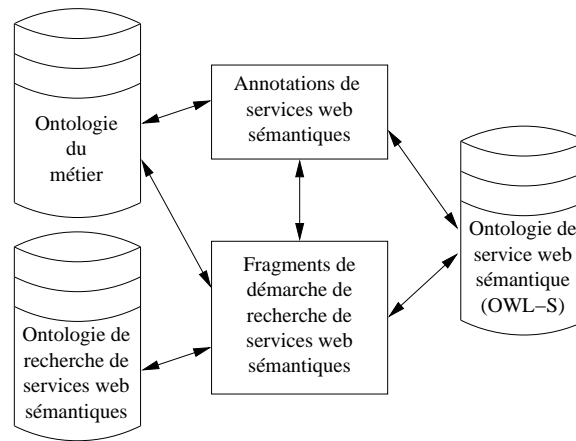 Ontologie
du
métier
Annotations de
services web
sémantiques
Ontologie de
service web
sémantique
(OWL−S)
Fragments de
démarche de
recherche de
services web
sémantiques
Ontologie de
recherche de
services web
sémantiques